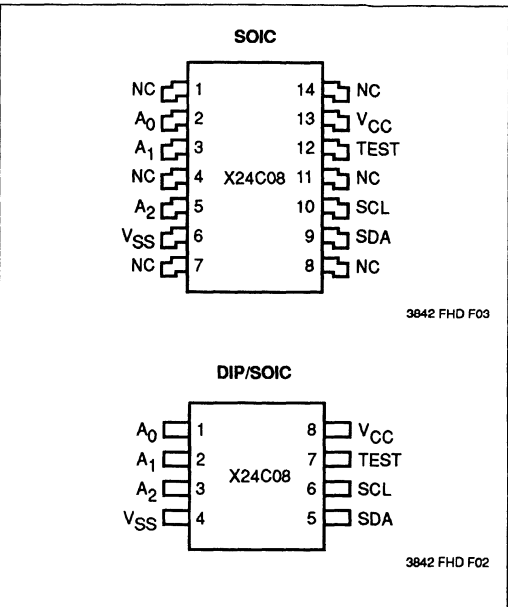 SOIC
NC 1 14 NC
A0 2 13 VCC
A1 3 12 TEST
NC 4 X24C08 11 NC
A2 5 10 SCL
VSS 6 9 SDA
NC 7 8 NC
3842 FHD F03
DIP/SOIC
A0 1 8 VCC
A1 2 7 TEST
X24C08
A2 3 6 SCL
VSS 4 5 SDA
3842 FHD F02